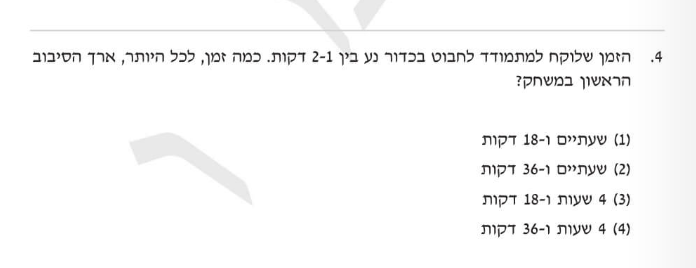 4. הזמן שלוקח למתמודד לחבוט בכדור נע בין 2-1 דקות. כמה זמן, לכל היותר, ארך הסיבוב
הראשון במשחק?
(1) שעתיים ו-18 דקות
(2) שעתיים ו-36 דקות
(3) 4 שעות ו-18 דקות
(4) 4 שעות ו-36 דקות